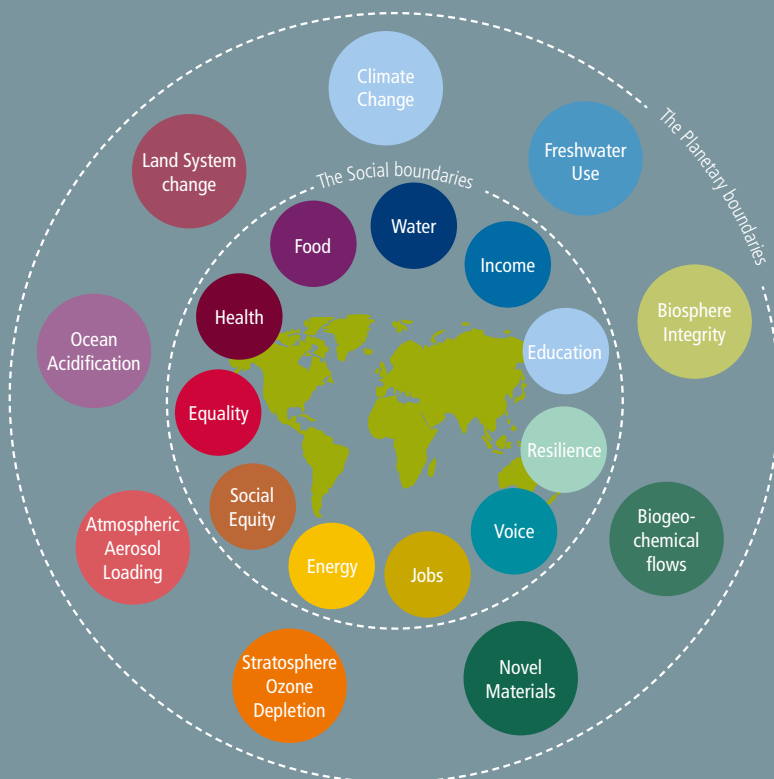 Climate
Change
Freshwater
Use
The Planetary boundaries
Land System
change
The Social boundaries
Water
Food
Income
Health
Biosphere
Integrity
Ocean
Acidification
Education
Equality
Resilience
Social
Equity
Voice
Atmospheric
Aerosol
Loading
Biogeo-
chemical
flows
Energy
Jobs
Stratosphere
Ozone
Depletion
Novel
Materials